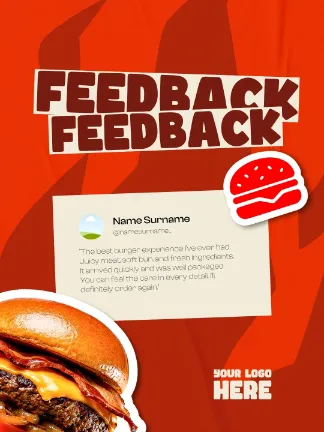 FEEDBACK
FEEDBACK
Name Surname
@namesurname_
"The best burger experience I've ever had.
Juicy meat, soft bun, and fresh ingredients.
It arrived quickly and was well packaged.
You can feel the care in every detail. I'll
definitely order again."
YOUR LOGO
HERE